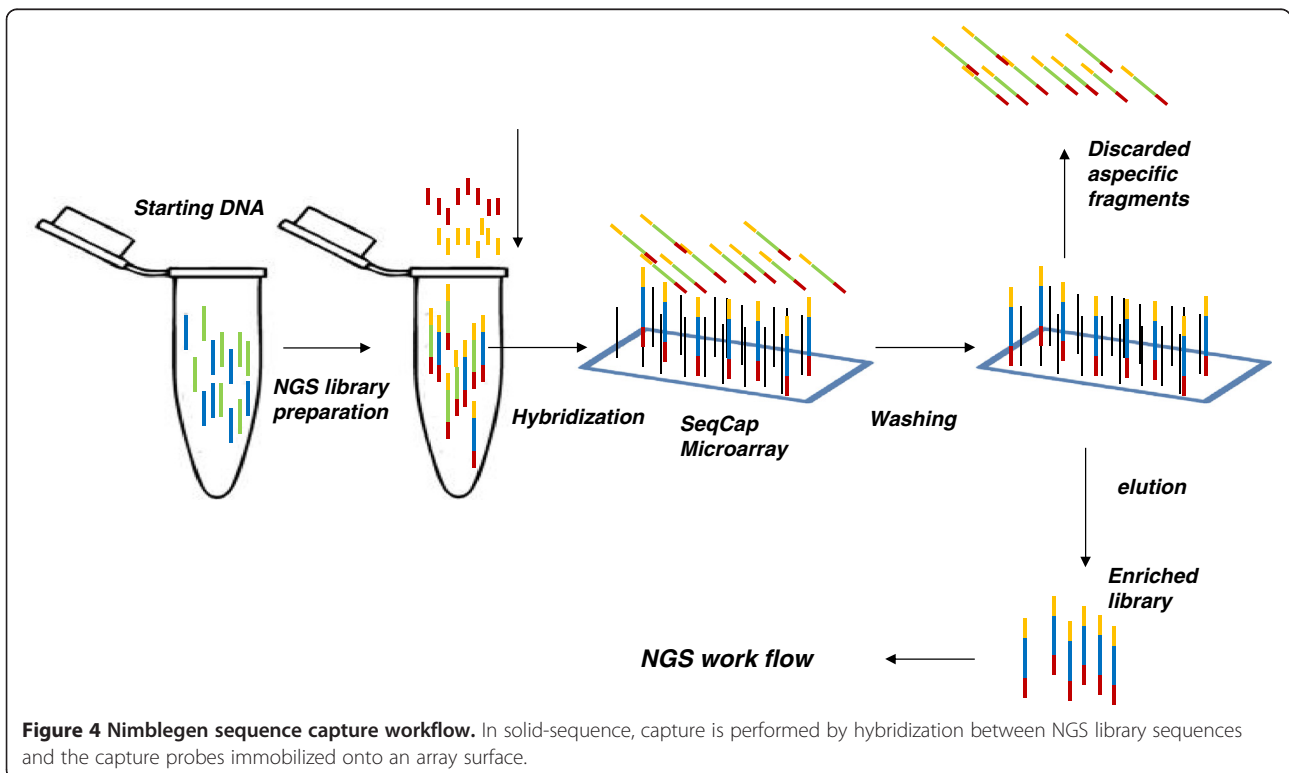 Starting DNA
NGS library
preparation
Hybridization
SeqCap
Microarray
Washing
Discarded
aspecific
fragments
elution
Enriched
library
NGS work flow
Figure 4 Nimblegen sequence capture workflow. In solid-sequence, capture is performed by hybridization between NGS library sequences
and the capture probes immobilized onto an array surface.